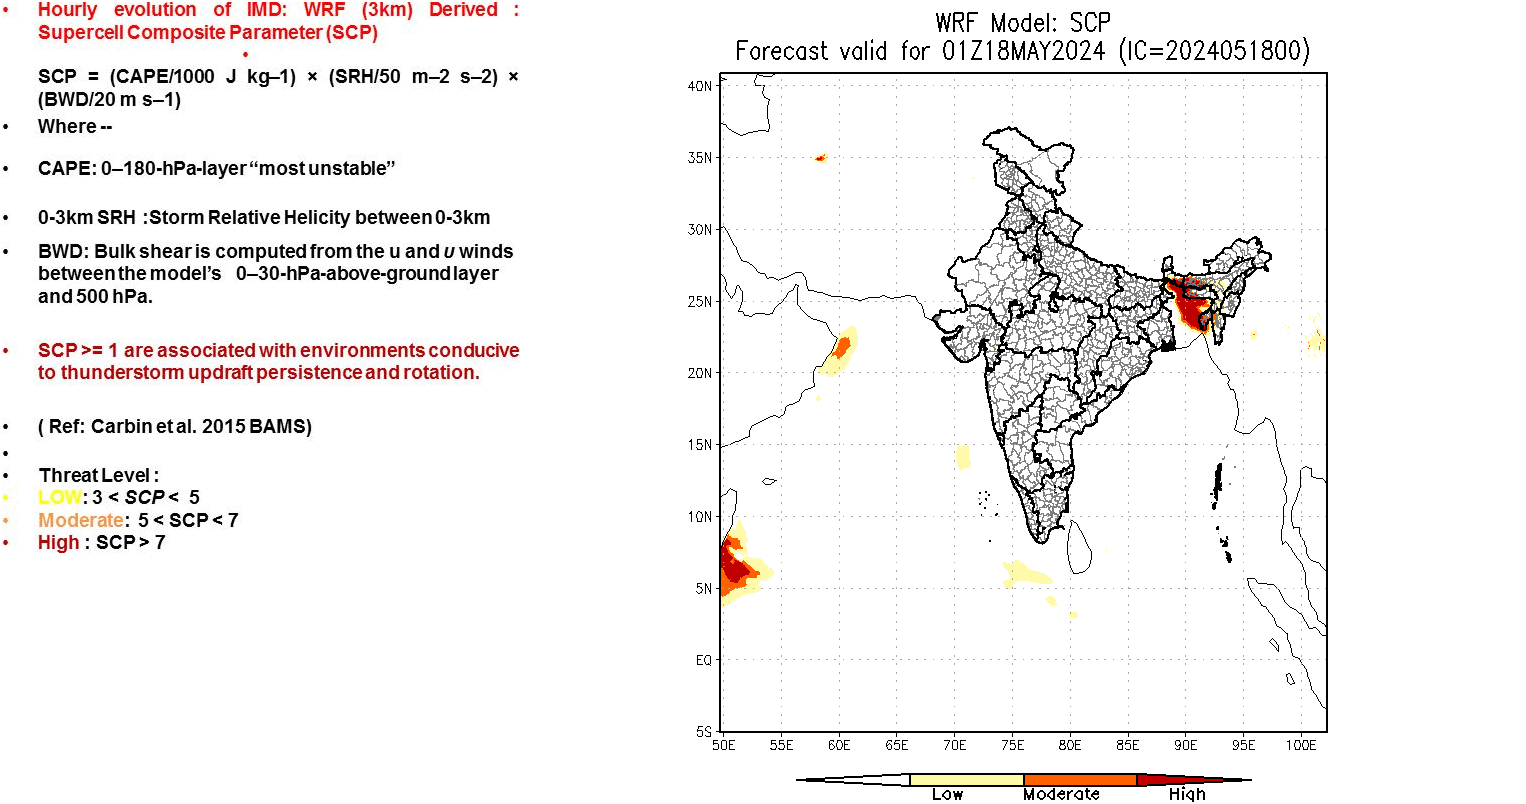 • Hourly evolution of IMD: WRF (3km) Derived :
Supercell Composite Parameter (SCP)
•
SCP = (CAPE/1000 J kg–1) × (SRH/50 m–2 s–2) ×
(BWD/20 m s–1)
• Where --
• CAPE: 0–180-hPa-layer “most unstable”
• 0-3km SRH :Storm Relative Helicity between 0-3km
• BWD: Bulk shear is computed from the u and υ winds
between the model’s 0–30-hPa-above-ground layer
and 500 hPa.
• SCP >= 1 are associated with environments conducive
to thunderstorm updraft persistence and rotation.
• ( Ref: Carbin et al. 2015 BAMS)
•
• Threat Level :
• LOW: 3 < SCP < 5
• Moderate: 5 < SCP < 7
• High : SCP > 7
WRF Model: SCP
Forecast valid for 01Z18MAY2024 (IC=2024051800)
40N
35N
30N
25N
20N
15N
10N
5N
EQ
5S
50E 55E 60E 65E 70E 75E 80E 85E 90E 95E 100E
Low Moderate High